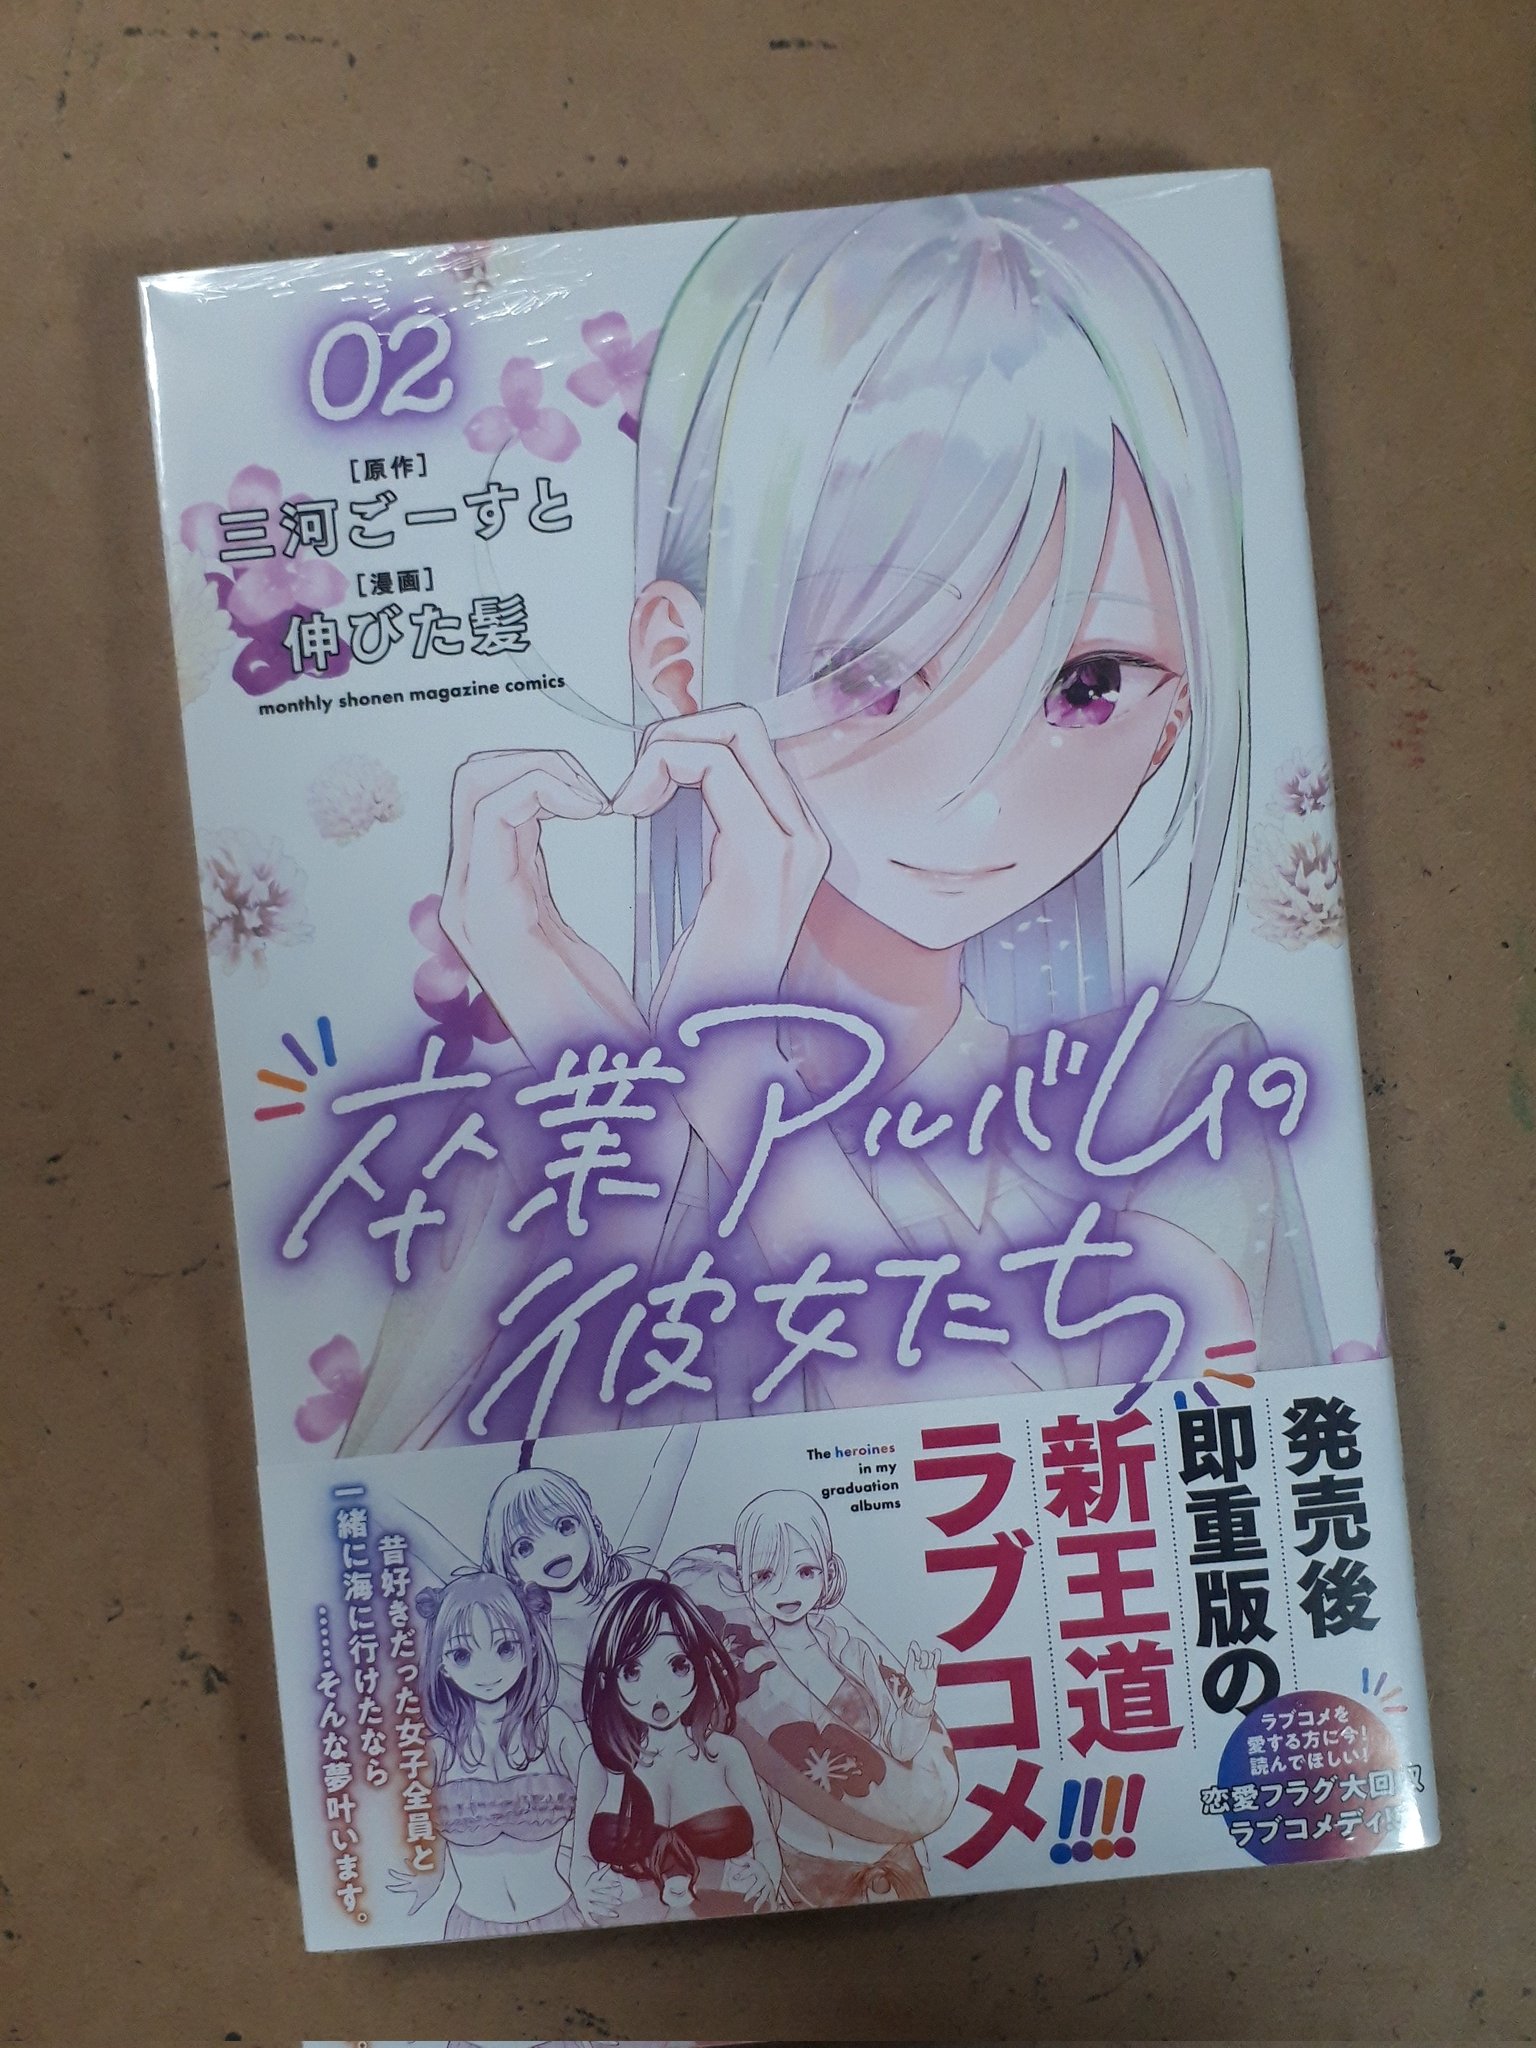 02
[原作]
三河ごーすと
[漫画]
伸びた髪
monthly shonen magazine comics
卒業アルバムの
彼女たち
発売後
即重版の
新王道
ラブコメ!!!!
The heroines
in my
graduation
albums
昔好きだった女子全員と
一緒に海に行けたなら
……そんな夢叶います。
ラブコメを
愛する方に今!
読んでほしい!
恋愛フラグ大回収
ラブコメディ!!